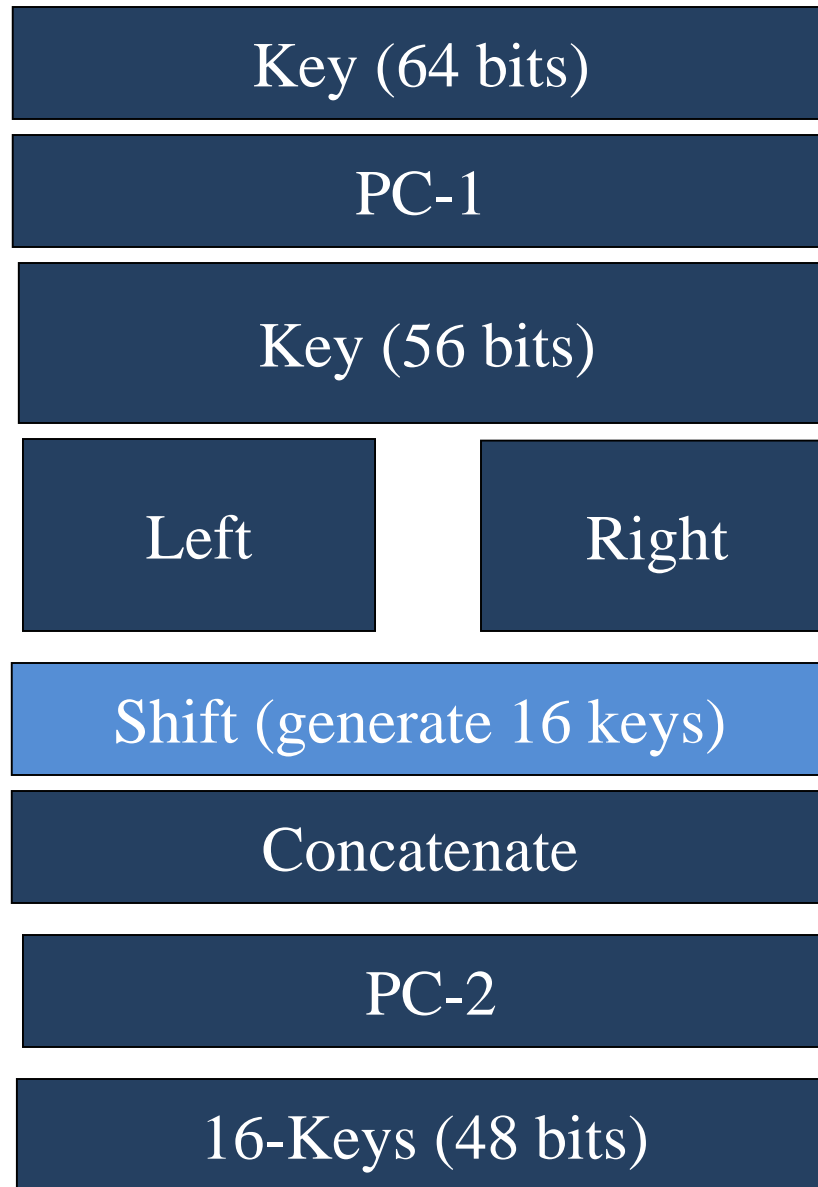 Key (64 bits)
PC-1
Key (56 bits)
Left
Right
Shift (generate 16 keys)
Concatenate
PC-2
16-Keys (48 bits)